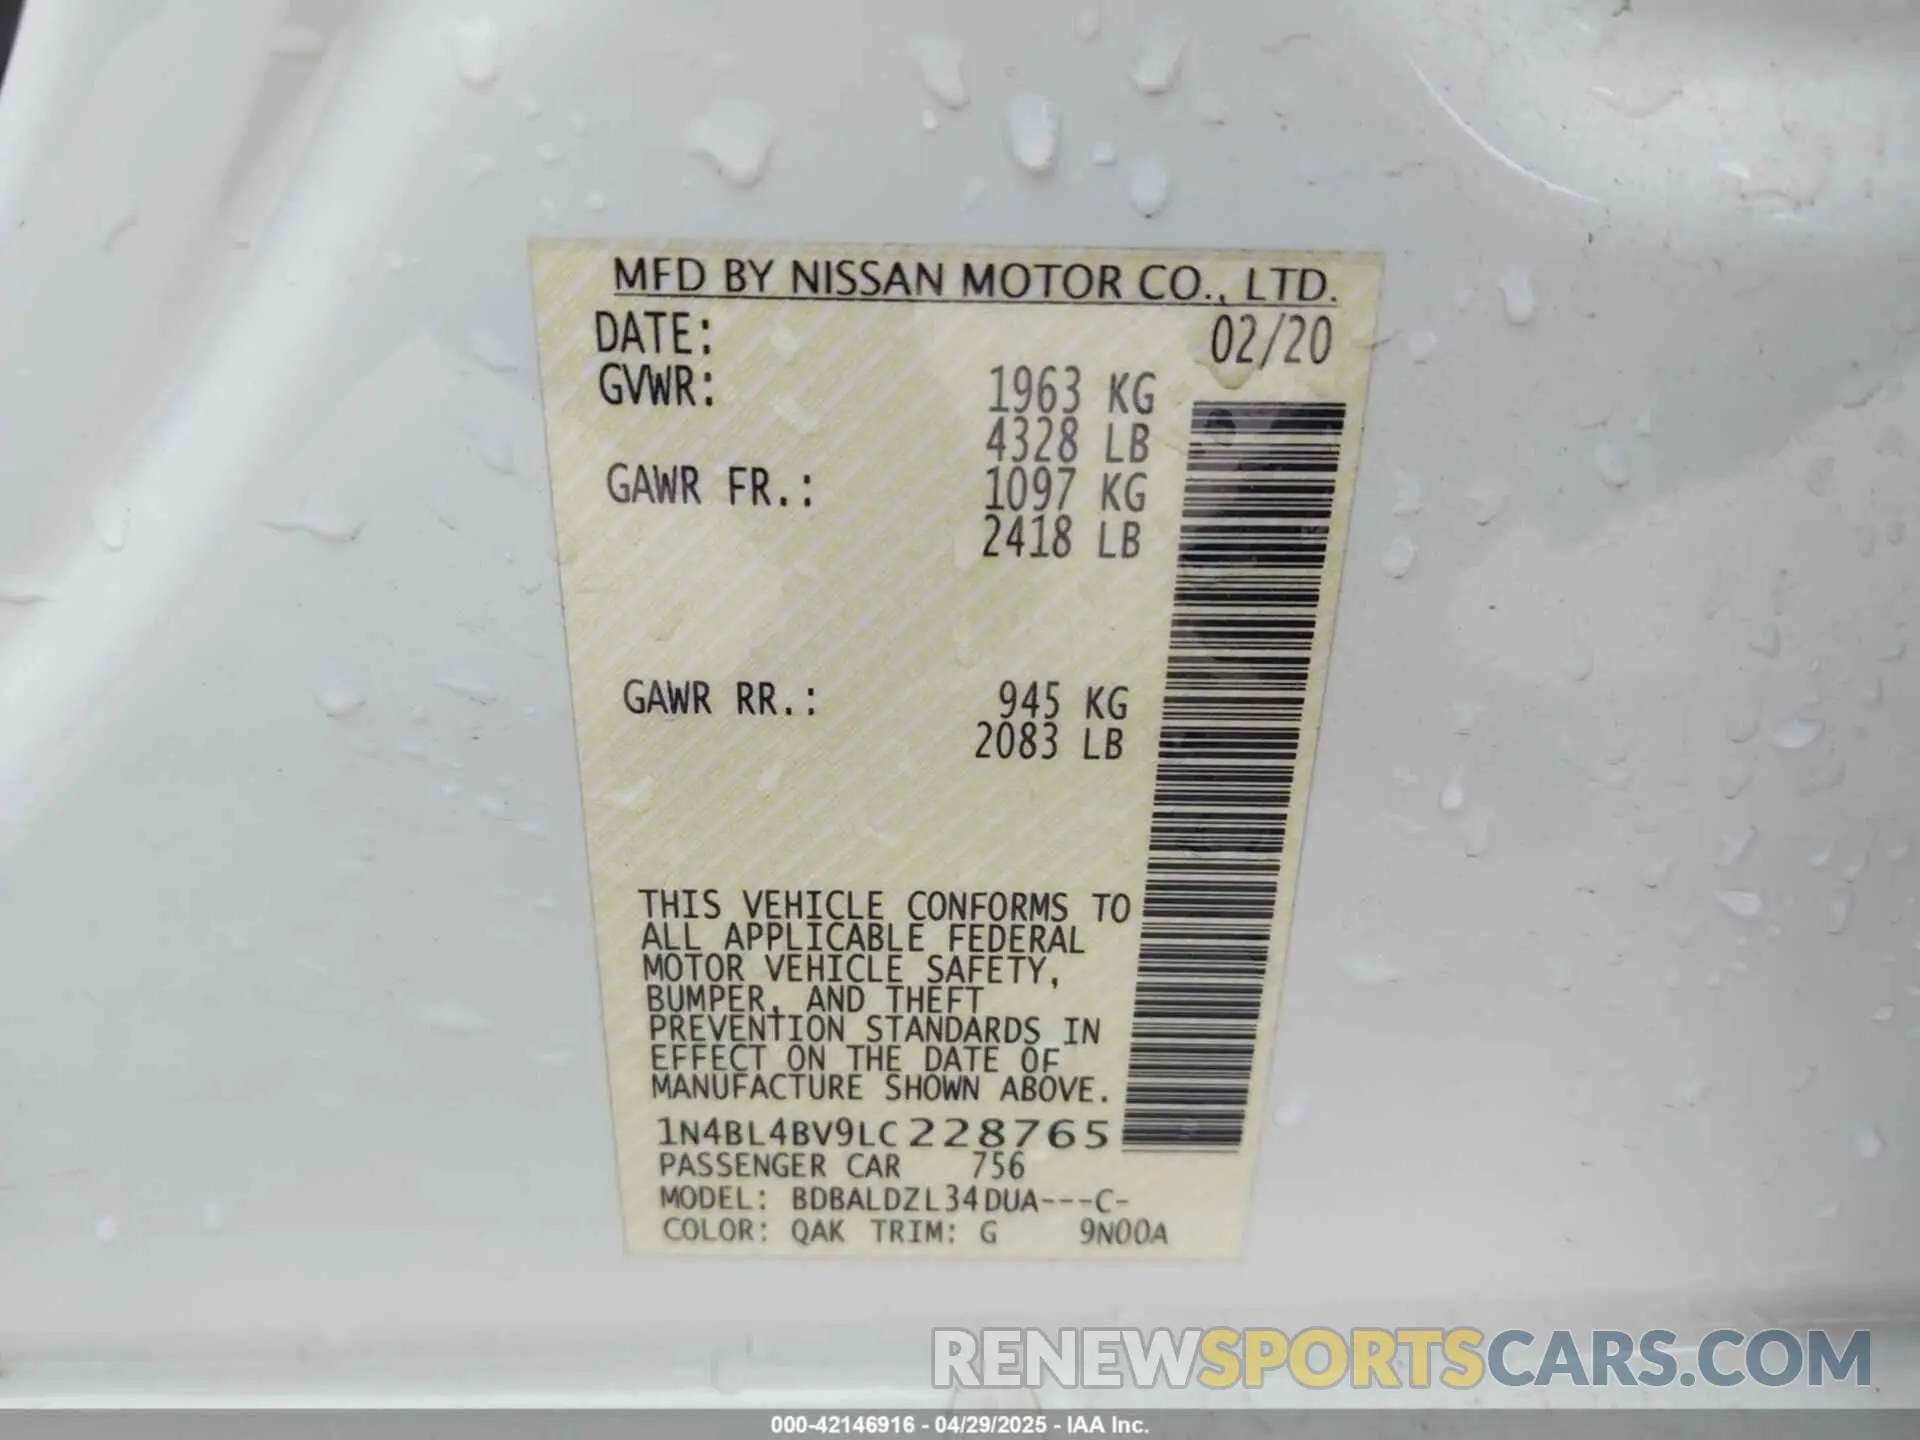 MFD BY NISSAN MOTOR CO., LTD.
DATE: 02/20
GVWR: 1963 KG
4328 LB
GAWR FR.: 1097 KG
2418 LB
GAWR RR.: 945 KG
2083 LB
THIS VEHICLE CONFORMS TO
ALL APPLICABLE FEDERAL
MOTOR VEHICLE SAFETY,
BUMPER, AND THEFT
PREVENTION STANDARDS IN
EFFECT ON THE DATE OF
MANUFACTURE SHOWN ABOVE.
1N4BL4BV9LC228765
PASSENGER CAR 756
MODEL: BDBALDZL34DUA---C-
COLOR: QAK TRIM: G 9N00A
RENEWSPORTSCARS.COM
000-42146916 - 04/29/2025 - IAA Inc.